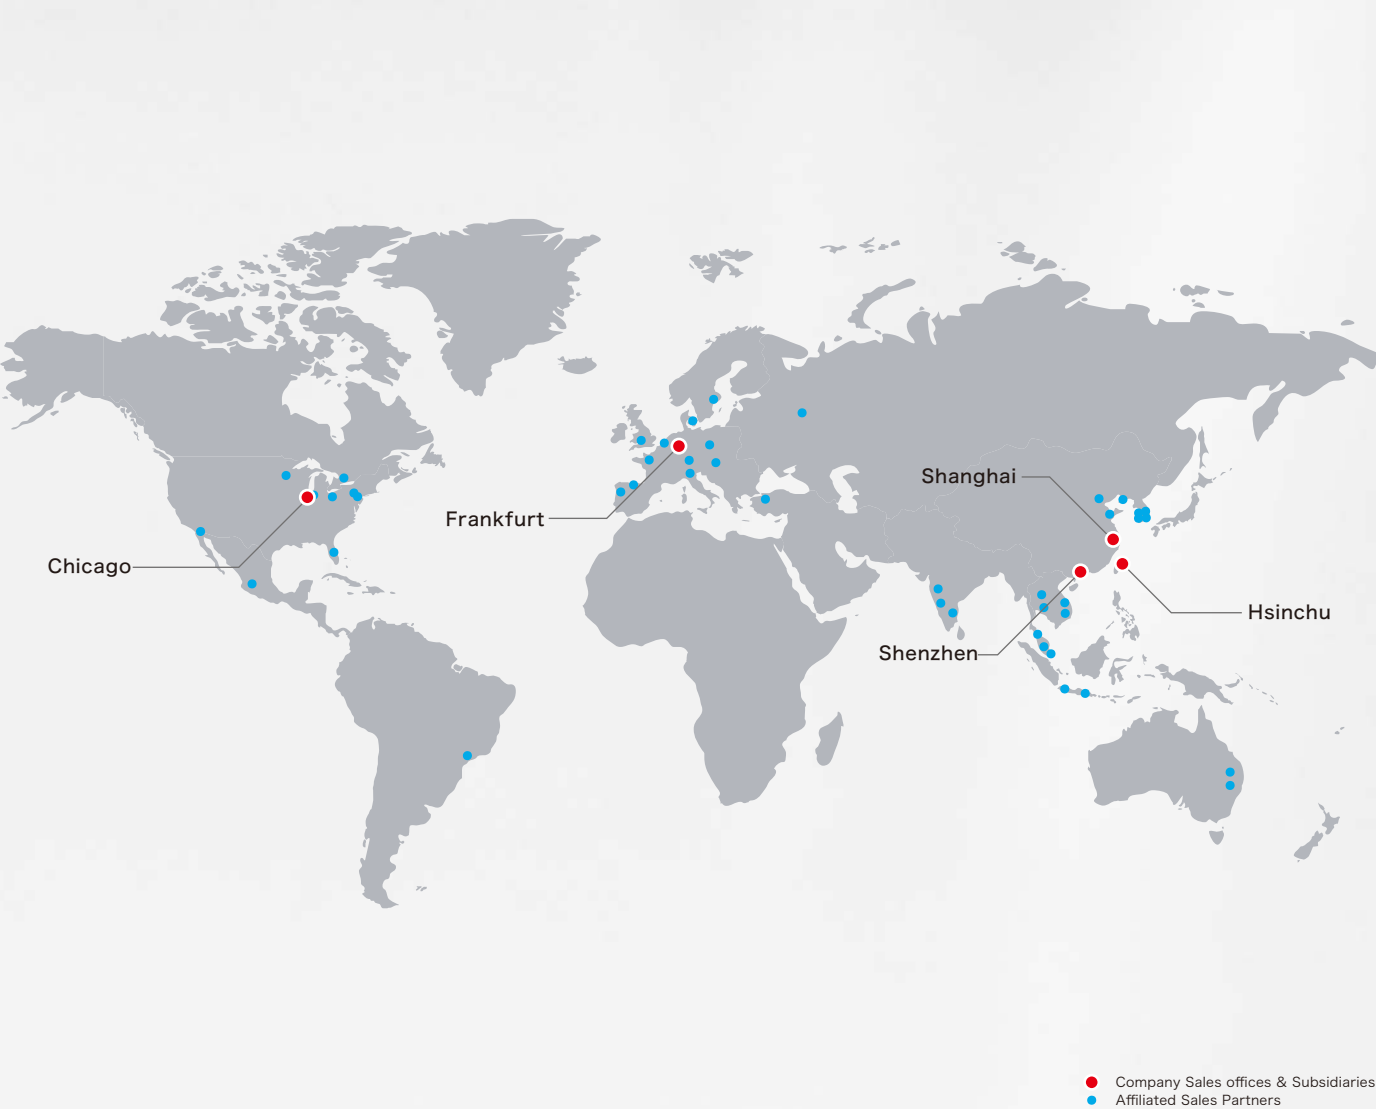 Shanghai
Frankfurt
Chicago
Hsinchu
Shenzhen
Company Sales offices & Subsidiaries
Affiliated Sales Partners